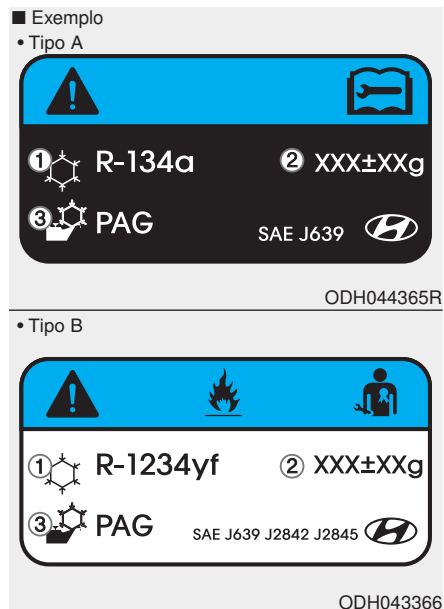 ■ Exemplo
• Tipo A
① R-134a ② XXX±XXg
③ PAG SAE J639
ODH044365R
• Tipo B
① R-1234yf ② XXX±XXg
③ PAG SAE J639 J2842 J2845
ODH043366